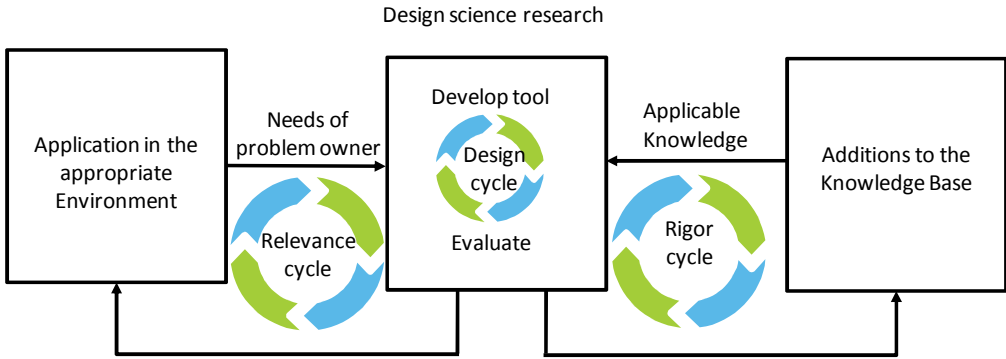 Design science research
Application in the
appropriate
Environment
Needs of
problem owner
Relevance
cycle
Develop tool
Design
cycle
Evaluate
Applicable
Knowledge
Rigor
cycle
Additions to the
Knowledge Base